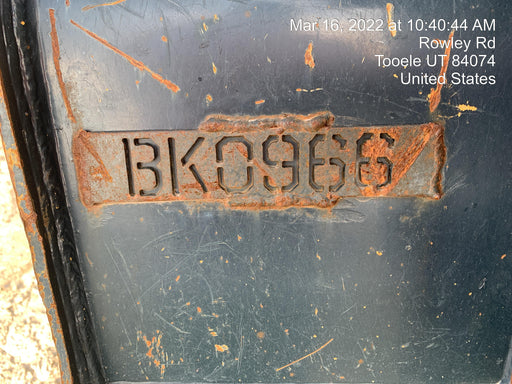 Mar 16, 2022 at 10:40:44 AM
Rowley Rd
Tooele UT 84074
United States
BK0966